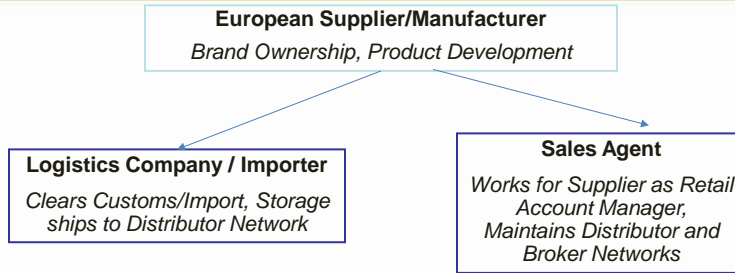 European Supplier/Manufacturer
Brand Ownership, Product Development
Logistics Company / Importer
Clears Customs/Import, Storage
ships to Distributor Network
Sales Agent
Works for Supplier as Retail
Account Manager,
Maintains Distributor and
Broker Networks